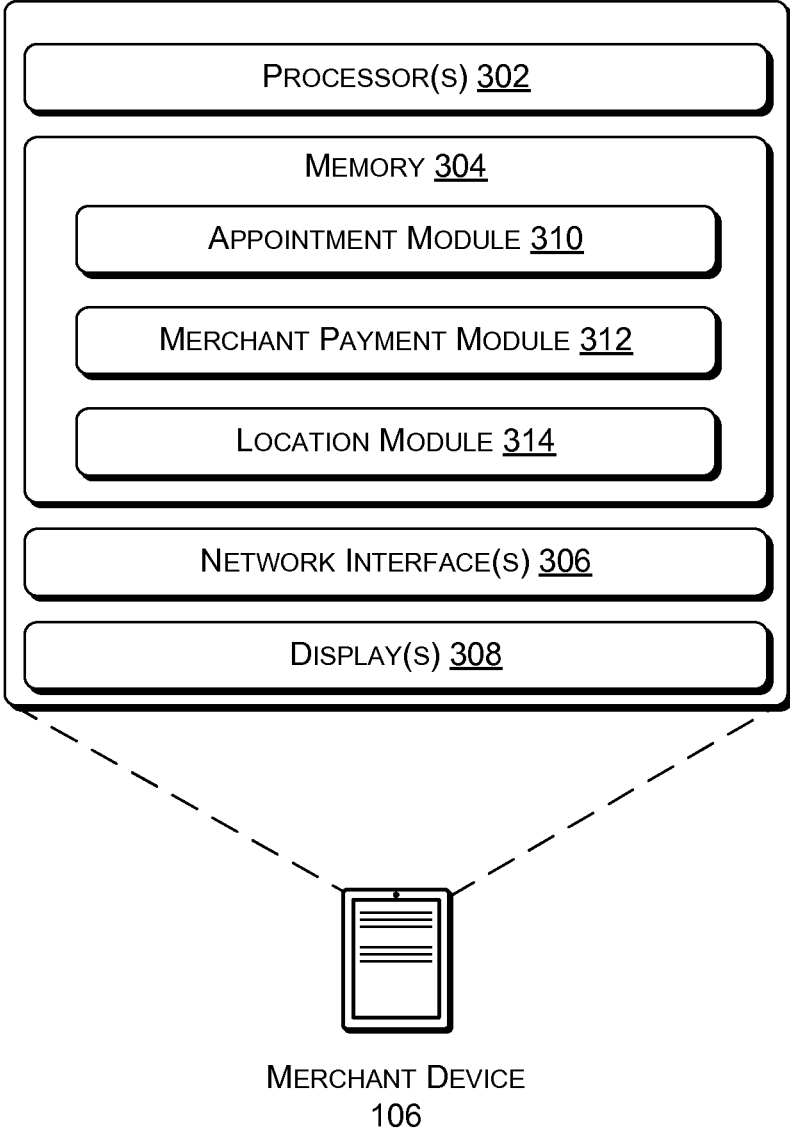 PROCESSOR(S) 302
MEMORY 304
APPOINTMENT MODULE 310
MERCHANT PAYMENT MODULE 312
LOCATION MODULE 314
NETWORK INTERFACE(S) 306
DISPLAY(S) 308
MERCHANT DEVICE
106